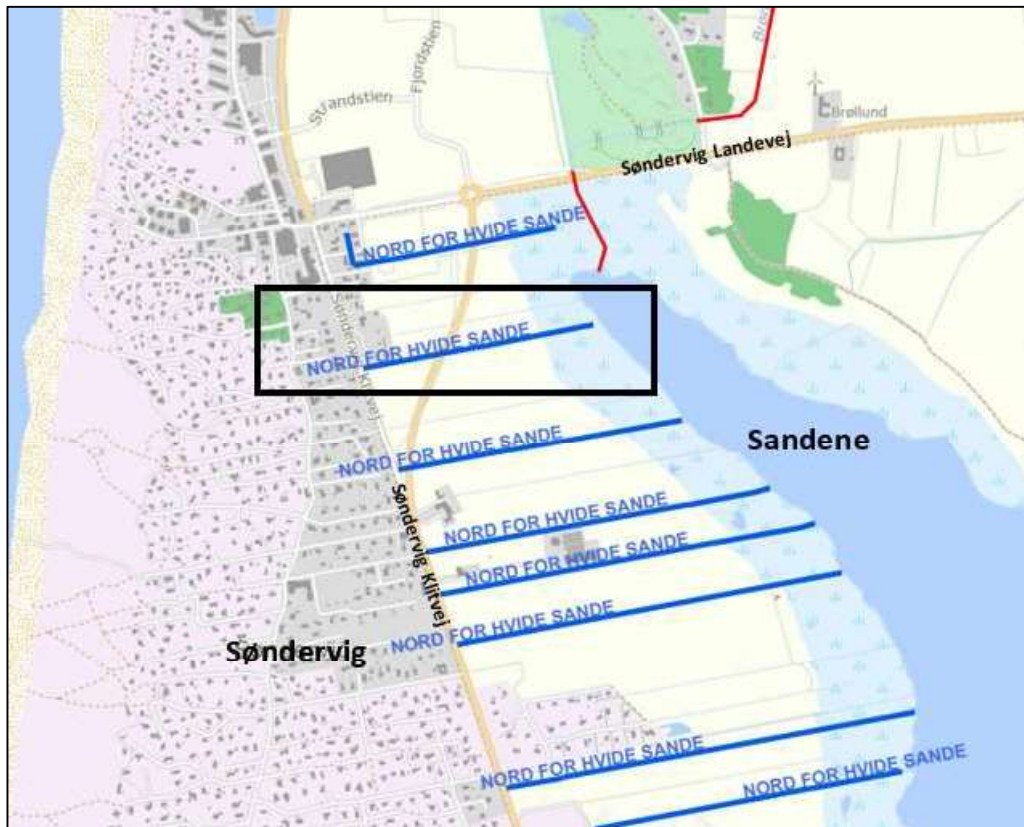 Fjordstien
Strandstien
Brøllund
Søndervig Landevej
NORD FOR HVIDE SANDE
NORD FOR HVIDE SANDE
NORD FOR HVIDE SANDE
Sandene
Søndervig Klitvej
NORD FOR HVIDE SANDE
NORD FOR HVIDE SANDE
NORD FOR HVIDE SANDE
Søndervig
NORD FOR HVIDE SANDE
NORD FOR HVIDE SANDE